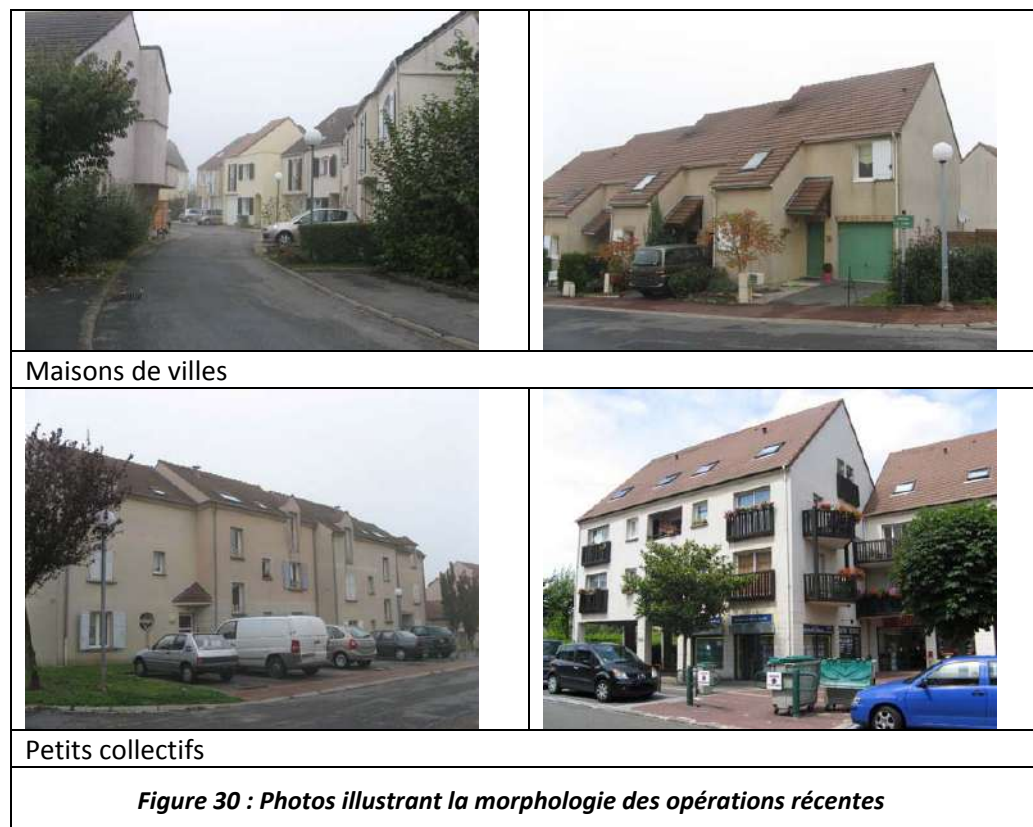 Maisons de villes
Petits collectifs
Figure 30 : Photos illustrant la morphologie des opérations récentes